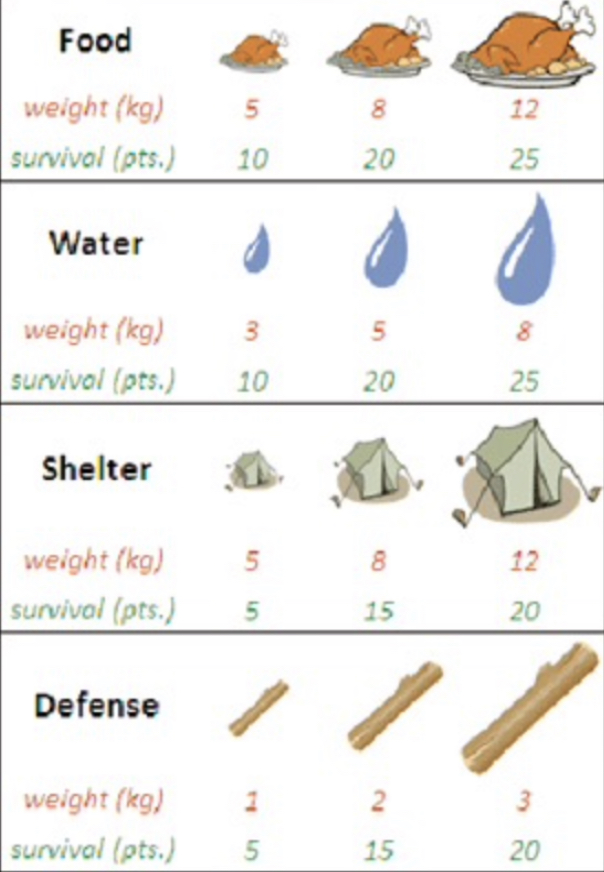 Food
weight (kg) 5 8 12
survival (pts.) 10 20 25
Water
weight (kg) 3 5 8
survival (pts.) 10 20 25
Shelter
weight (kg) 5 8 12
survival (pts.) 5 15 20
Defense
weight (kg) 1 2 3
survival (pts.) 5 15 20